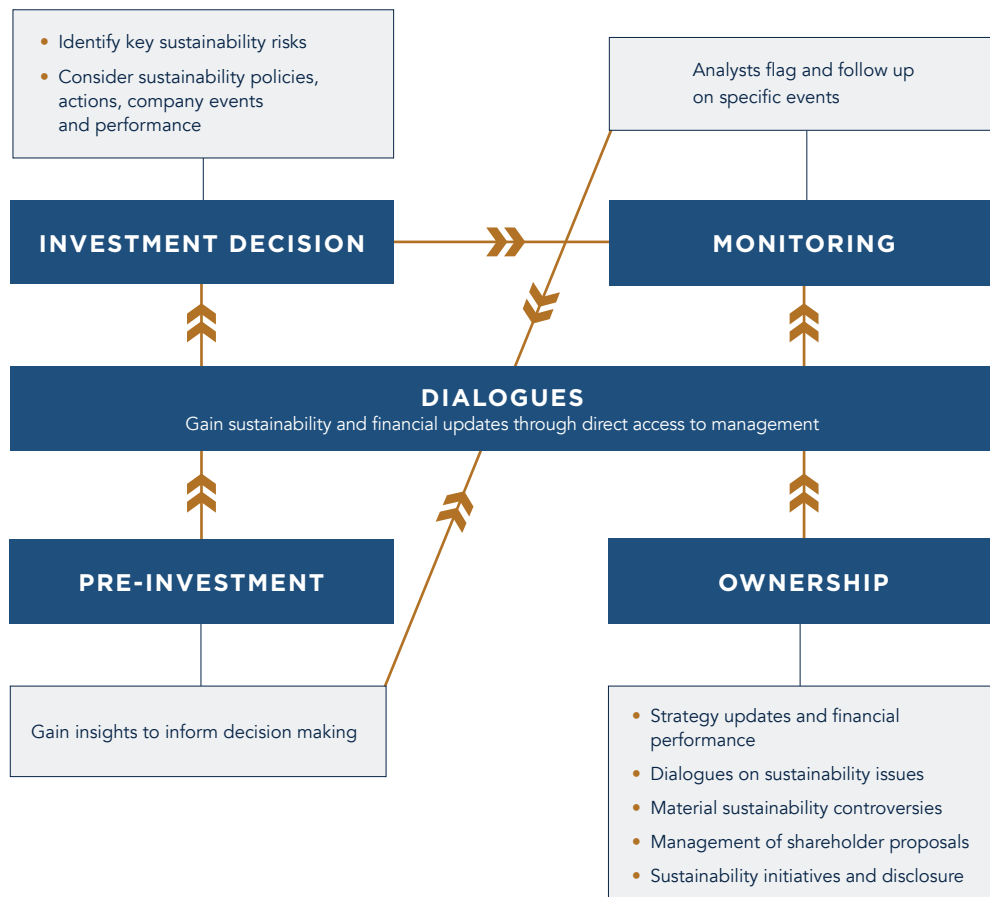 • Identify key sustainability risks
• Consider sustainability policies,
actions, company events
and performance
Analysts flag and follow up
on specific events
INVESTMENT DECISION
MONITORING
DIALOGUES
Gain sustainability and financial updates through direct access to management
PRE-INVESTMENT
OWNERSHIP
Gain insights to inform decision making
• Strategy updates and financial
performance
• Dialogues on sustainability issues
• Material sustainability controversies
• Management of shareholder proposals
• Sustainability initiatives and disclosure